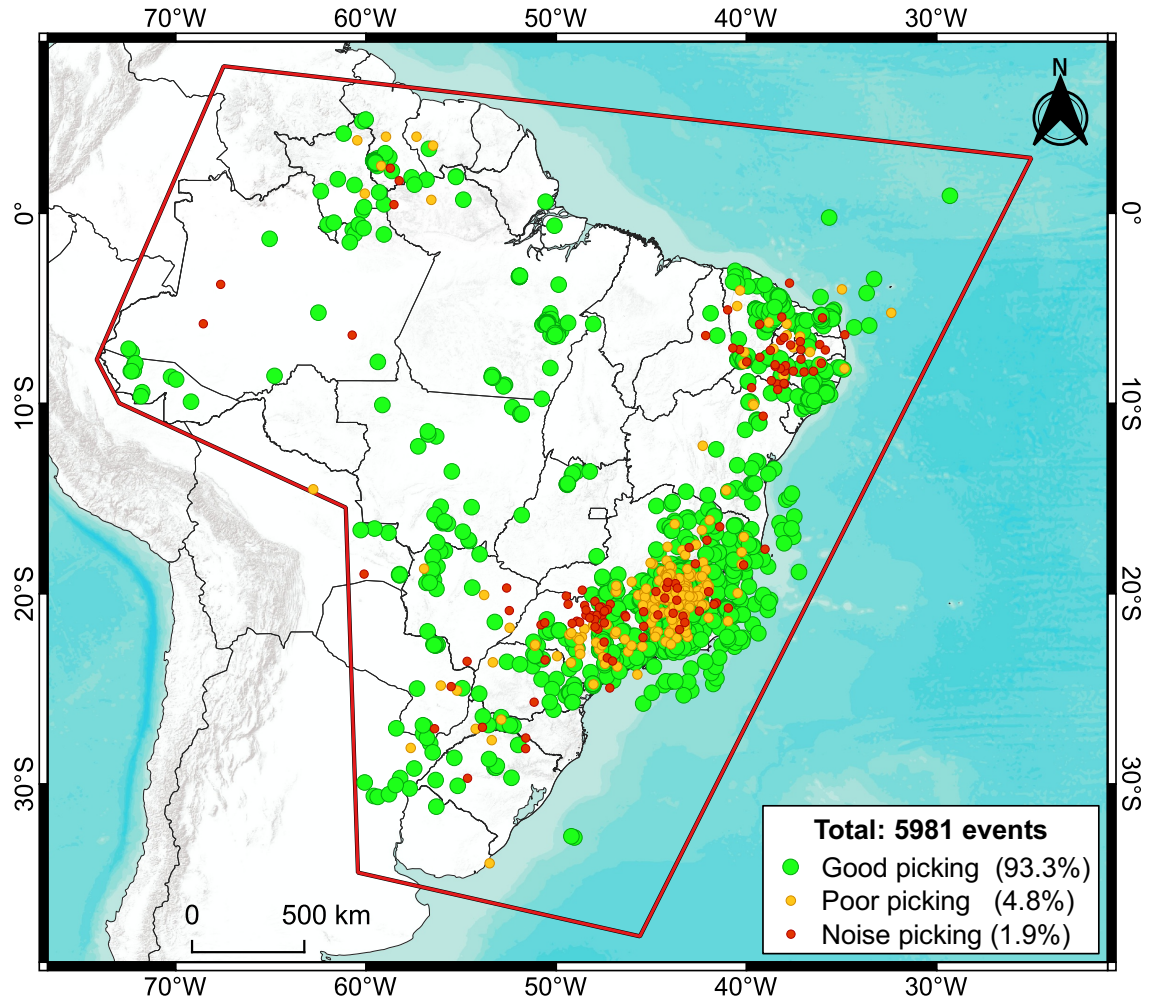 70°W 60°W 50°W 40°W 30°W
N
0° 0°
10°S 10°S
20°S 20°S
30°S 30°S
Total: 5981 events
Good picking (93.3%)
Poor picking (4.8%)
Noise picking (1.9%)
0 500 km
70°W 60°W 50°W 40°W 30°W